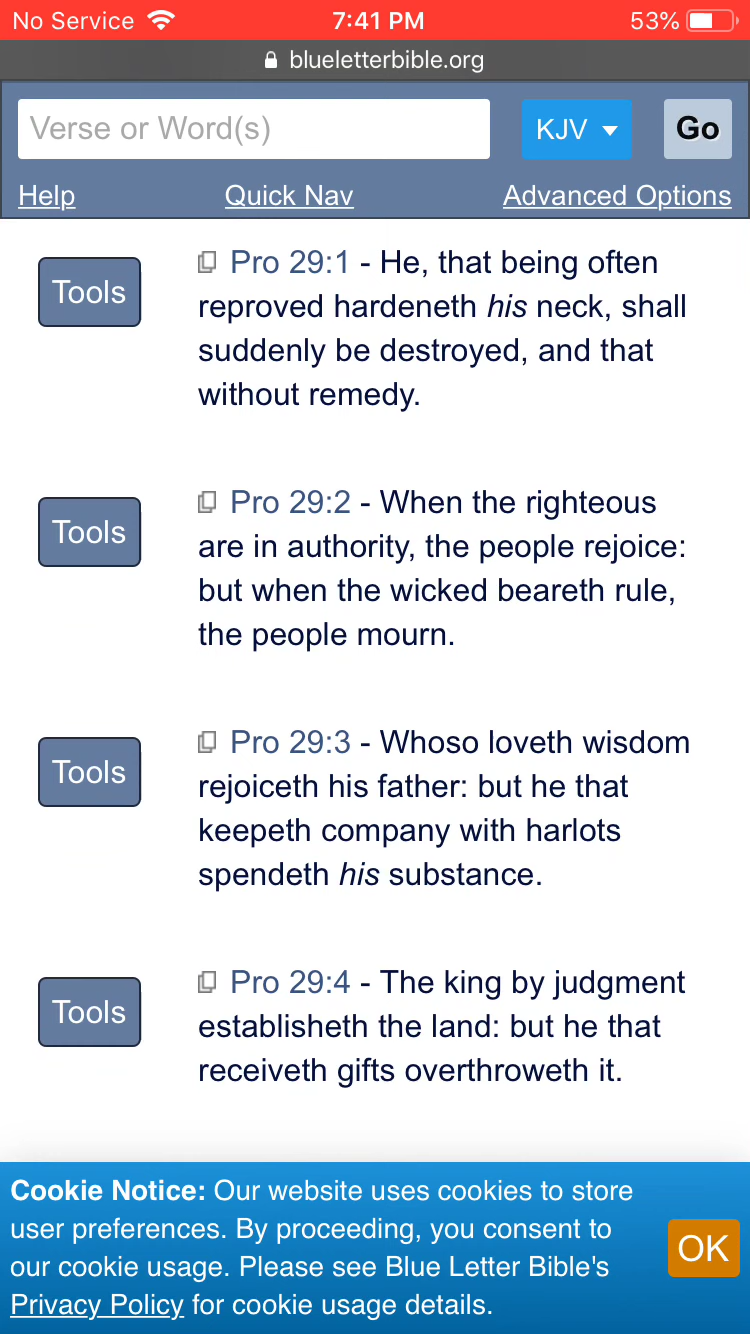 No Service 7:41 PM 53%
blueletterbible.org
Verse or Word(s) KJV Go
Help Quick Nav Advanced Options
Tools
Pro 29:1 - He, that being often
reproved hardeneth his neck, shall
suddenly be destroyed, and that
without remedy.
Tools
Pro 29:2 - When the righteous
are in authority, the people rejoice:
but when the wicked beareth rule,
the people mourn.
Tools
Pro 29:3 - Whoso loveth wisdom
rejoiceth his father: but he that
keepeth company with harlots
spendeth his substance.
Tools
Pro 29:4 - The king by judgment
establisheth the land: but he that
receiveth gifts overthroweth it.
Cookie Notice: Our website uses cookies to store
user preferences. By proceeding, you consent to
our cookie usage. Please see Blue Letter Bible's
Privacy Policy for cookie usage details.
OK